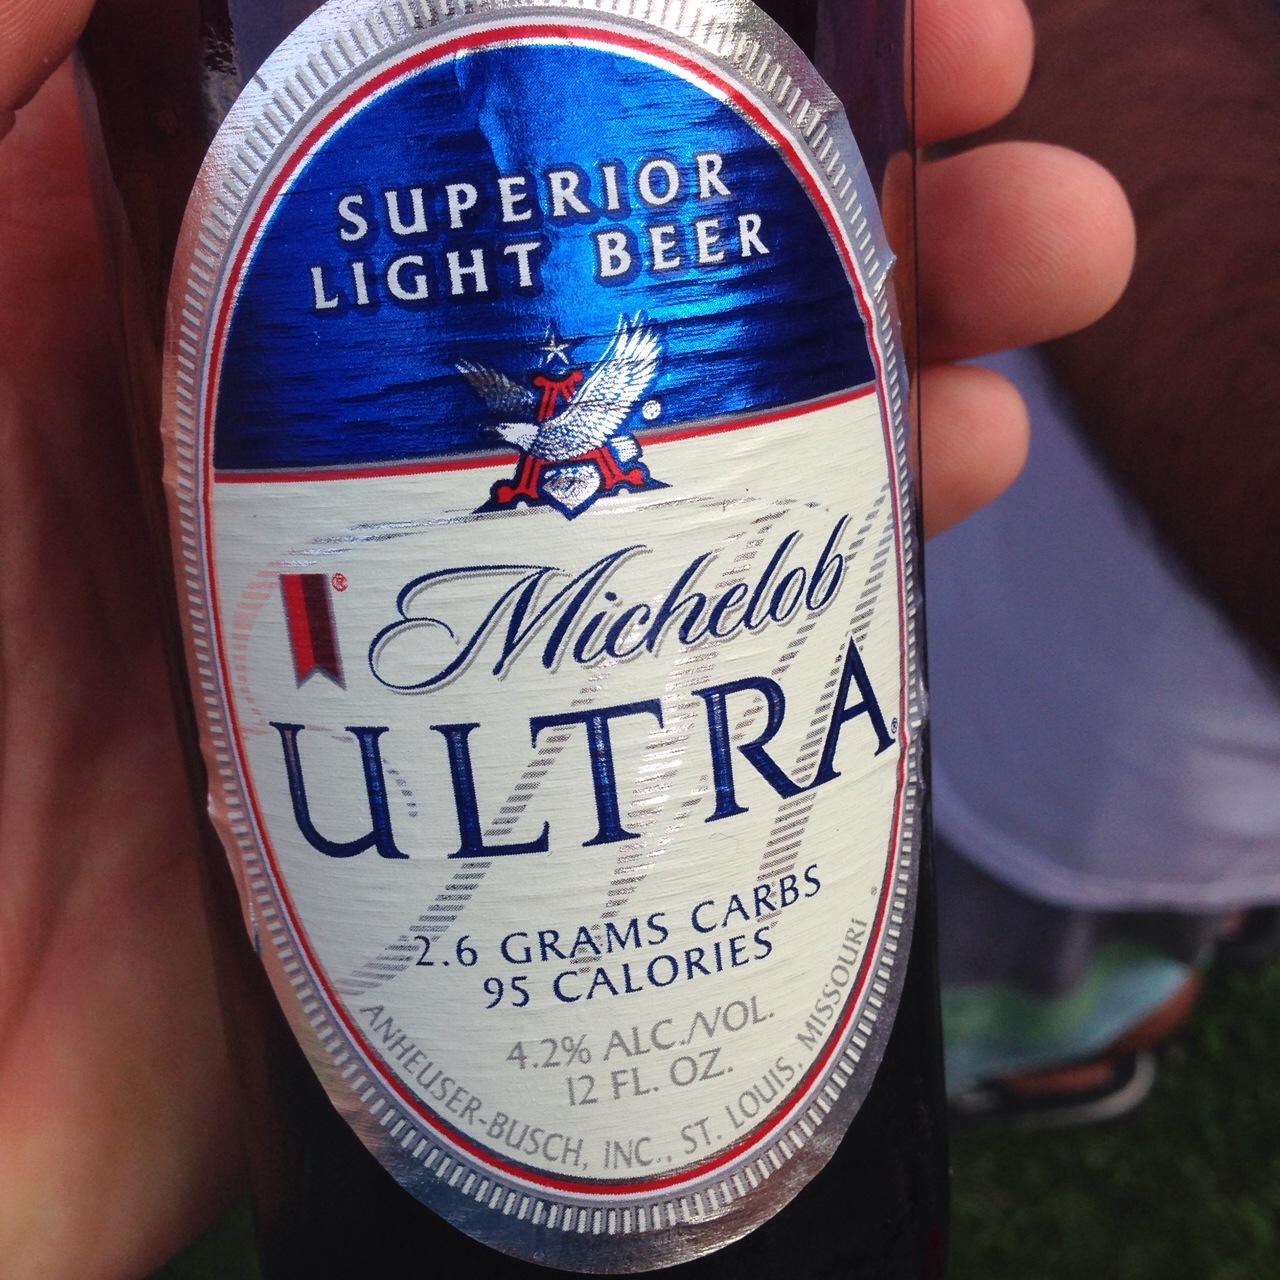 SUPERIOR
LIGHT BEER
A
®
Michelob
ULTRA®
2.6 GRAMS CARBS
95 CALORIES
4.2% ALC./VOL.
12 FL. OZ.
ANHEUSER-BUSCH, INC., ST. LOUIS, MISSOURI